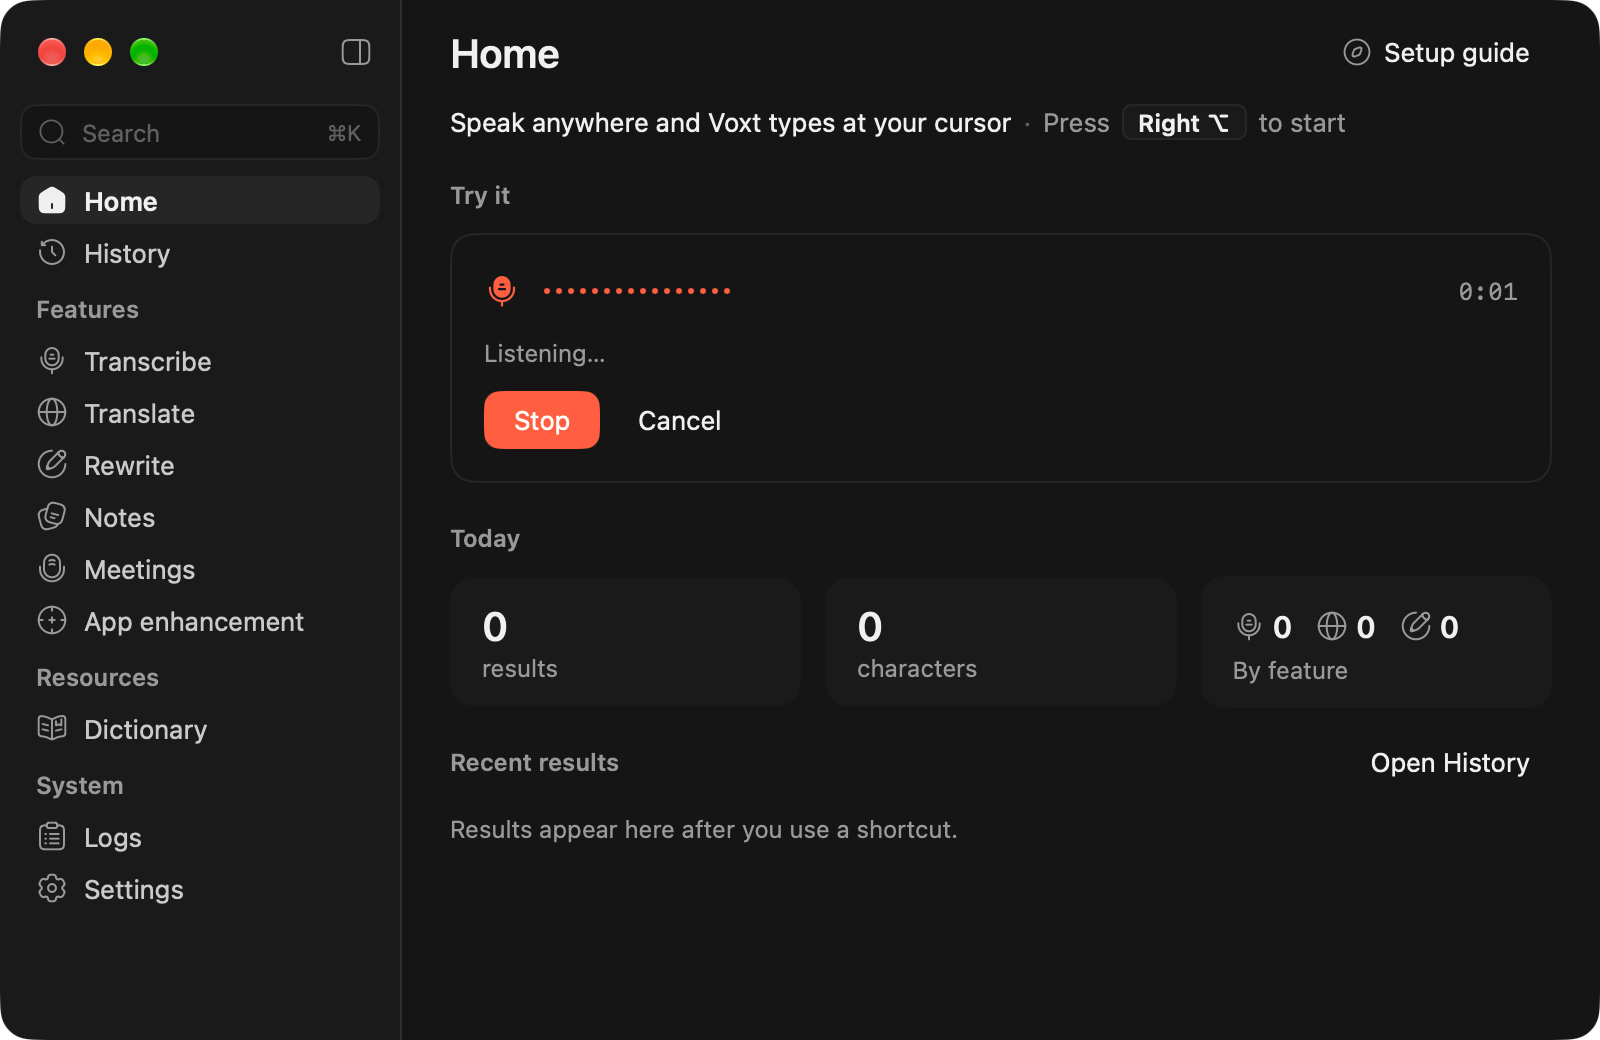 Search ⌘K
Home
History
Features
Transcribe
Translate
Rewrite
Notes
Meetings
App enhancement
Resources
Dictionary
System
Logs
Settings
Home
Setup guide
Speak anywhere and Voxt types at your cursor · Press Right ⌥ to start
Try it
0:01
Listening...
Stop Cancel
Today
0
results
0
characters
0 0 0
By feature
Recent results
Open History
Results appear here after you use a shortcut.